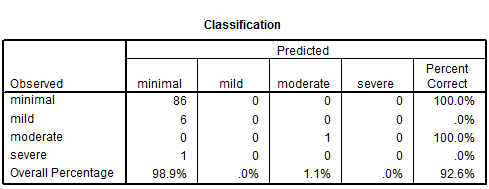 Classification
Predicted
Observed minimal mild moderate severe Percent Correct
minimal 86 0 0 0 100.0%
mild 6 0 0 0 .0%
moderate 0 0 1 0 100.0%
severe 1 0 0 0 .0%
Overall Percentage 98.9% .0% 1.1% .0% 92.6%